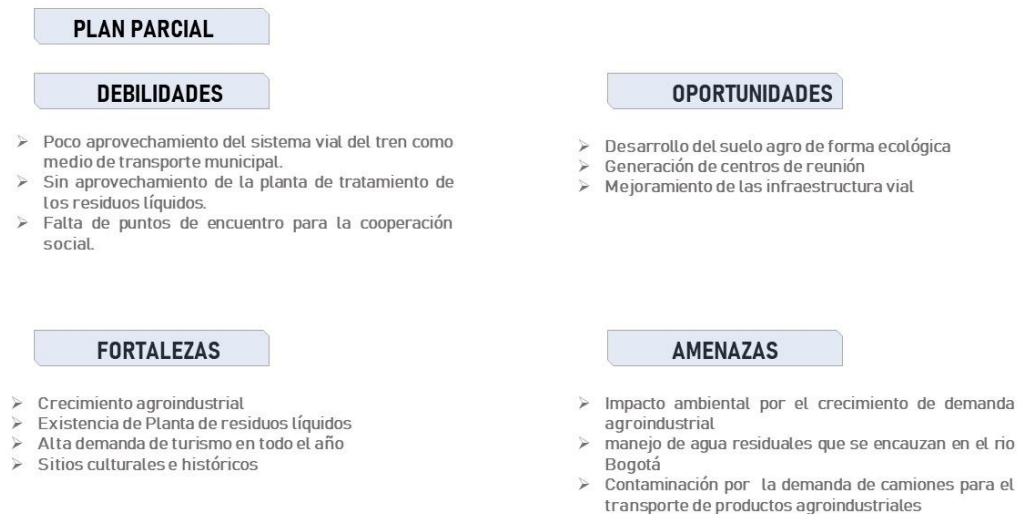 PLAN PARCIAL
DEBILIDADES
➢ Poco aprovechamiento del sistema vial del tren como
medio de transporte municipal.
➢ Sin aprovechamiento de la planta de tratamiento de
los residuos líquidos.
➢ Falta de puntos de encuentro para la cooperación
social.
OPORTUNIDADES
➢ Desarrollo del suelo agro de forma ecológica
➢ Generación de centros de reunión
➢ Mejoramiento de las infraestructura vial
FORTALEZAS
➢ Crecimiento agroindustrial
➢ Existencia de Planta de residuos líquidos
➢ Alta demanda de turismo en todo el año
➢ Sitios culturales e históricos
AMENAZAS
➢ Impacto ambiental por el crecimiento de demanda
agroindustrial
➢ manejo de agua residuales que se encauzan en el rio
Bogotá
➢ Contaminación por la demanda de camiones para el
transporte de productos agroindustriales